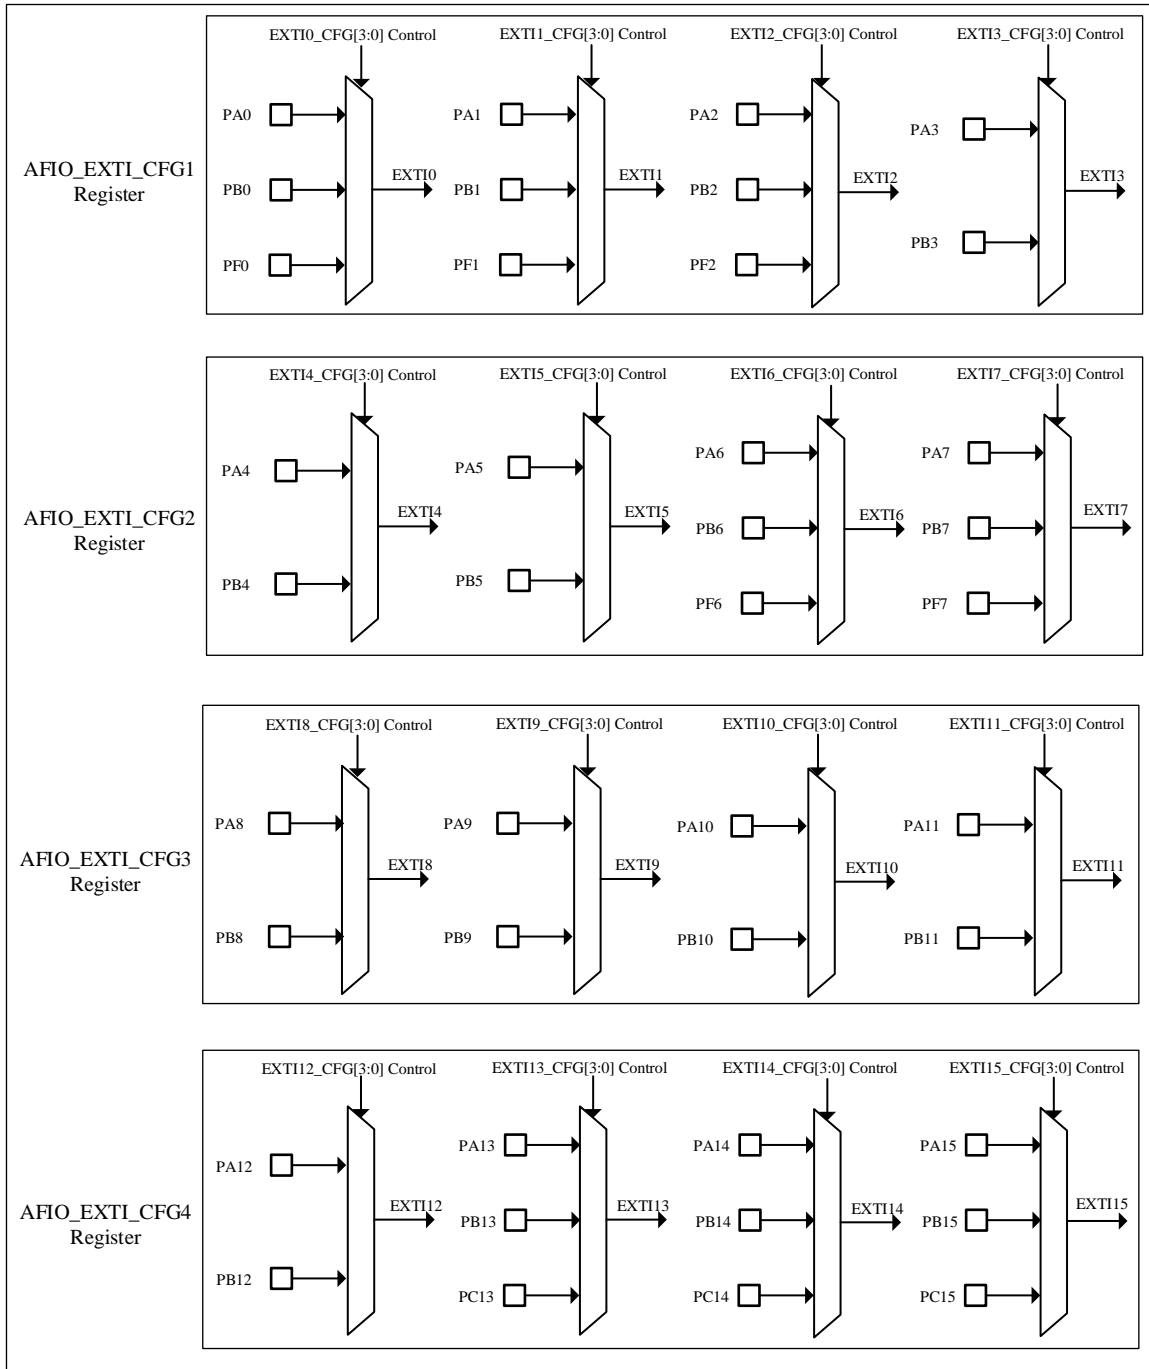 EXTI0_CFG[3:0] Control
EXTI1_CFG[3:0] Control
EXTI2_CFG[3:0] Control
EXTI3_CFG[3:0] Control
AFIO_EXTI_CFG1
Register
PA0
PB0
PF0
EXTI0
PA1
PB1
PF1
EXTI1
PA2
PB2
PF2
EXTI2
PA3
PB3
EXTI3
EXTI4_CFG[3:0] Control
EXTI5_CFG[3:0] Control
EXTI6_CFG[3:0] Control
EXTI7_CFG[3:0] Control
AFIO_EXTI_CFG2
Register
PA4
PB4
EXTI4
PA5
PB5
EXTI5
PA6
PB6
PF6
EXTI6
PA7
PB7
PF7
EXTI7
EXTI8_CFG[3:0] Control
EXTI9_CFG[3:0] Control
EXTI10_CFG[3:0] Control
EXTI11_CFG[3:0] Control
AFIO_EXTI_CFG3
Register
PA8
PB8
EXTI8
PA9
PB9
EXTI9
PA10
PB10
EXTI10
PA11
PB11
EXTI11
EXTI12_CFG[3:0] Control
EXTI13_CFG[3:0] Control
EXTI14_CFG[3:0] Control
EXTI15_CFG[3:0] Control
AFIO_EXTI_CFG4
Register
PA12
PB12
EXTI12
PA13
PB13
PC13
EXTI13
PA14
PB14
PC14
EXTI14
PA15
PB15
PC15
EXTI15